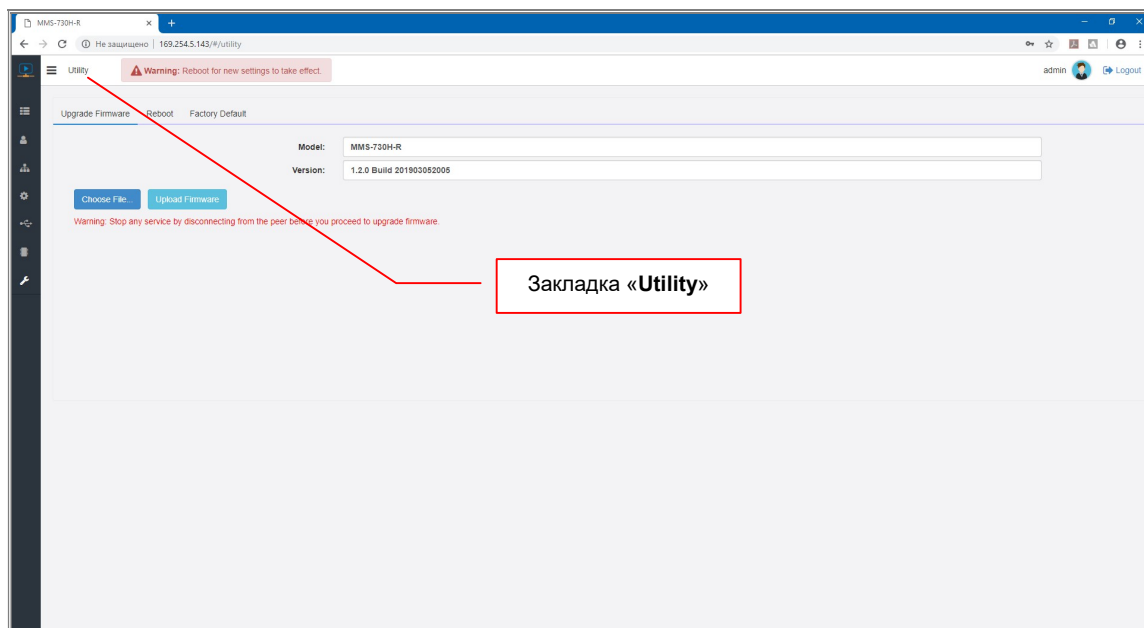 MMS-730H-R
Не защищено | 169.254.5.143/#/utility
Utility
Warning: Reboot for new settings to take effect.
admin
Logout
Upgrade Firmware Reboot Factory Default
Model: MMS-730H-R
Version: 1.2.0 Build 201903052005
Choose File... Upload Firmware
Warning: Stop any service by disconnecting from the peer before you proceed to upgrade firmware.
Закладка «Utility»